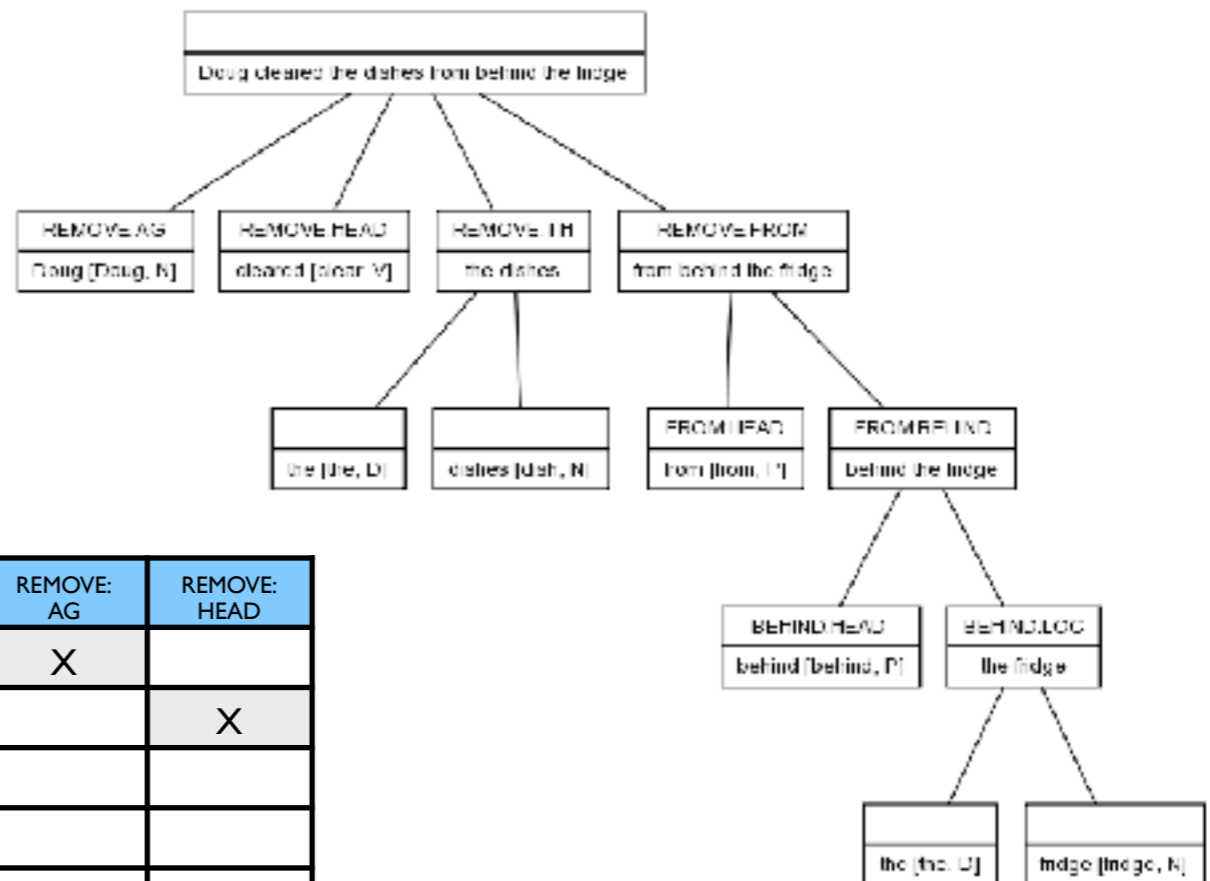 Doug cleared the dishes from behind the fridge
REMOVE:AG
Doug [Doug, N]
REMOVE:HEAD
cleared [clear, V]
REMOVE:TH
the dishes
REMOVE:FROM
from behind the fridge
the [the, D]
dishes [dish, N]
FROM:HEAD
from [from, P]
FROM:BEHIND
behind the fridge
BEHIND:HEAD
behind [behind, P]
BEHIND:LOC
the fridge
the [the, D]
fridge [fridge, N]
REMOVE:
AG
REMOVE:
HEAD
X
X